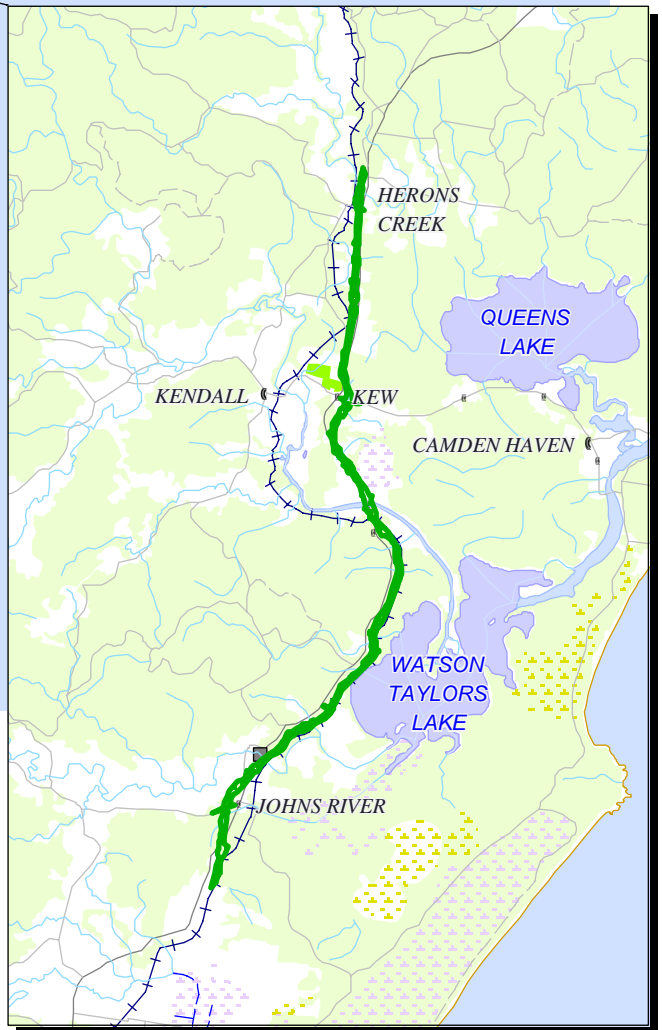 HERONS
CREEK
QUEENS
LAKE
KENDALL
KEW
CAMDEN HAVEN
WATSON
TAYLORS
LAKE
JOHNS RIVER